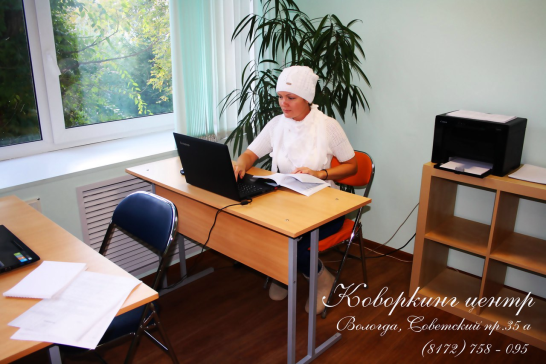 Коворкинг центр
Вологда, Советский пр.35 а
(8172) 758 - 095